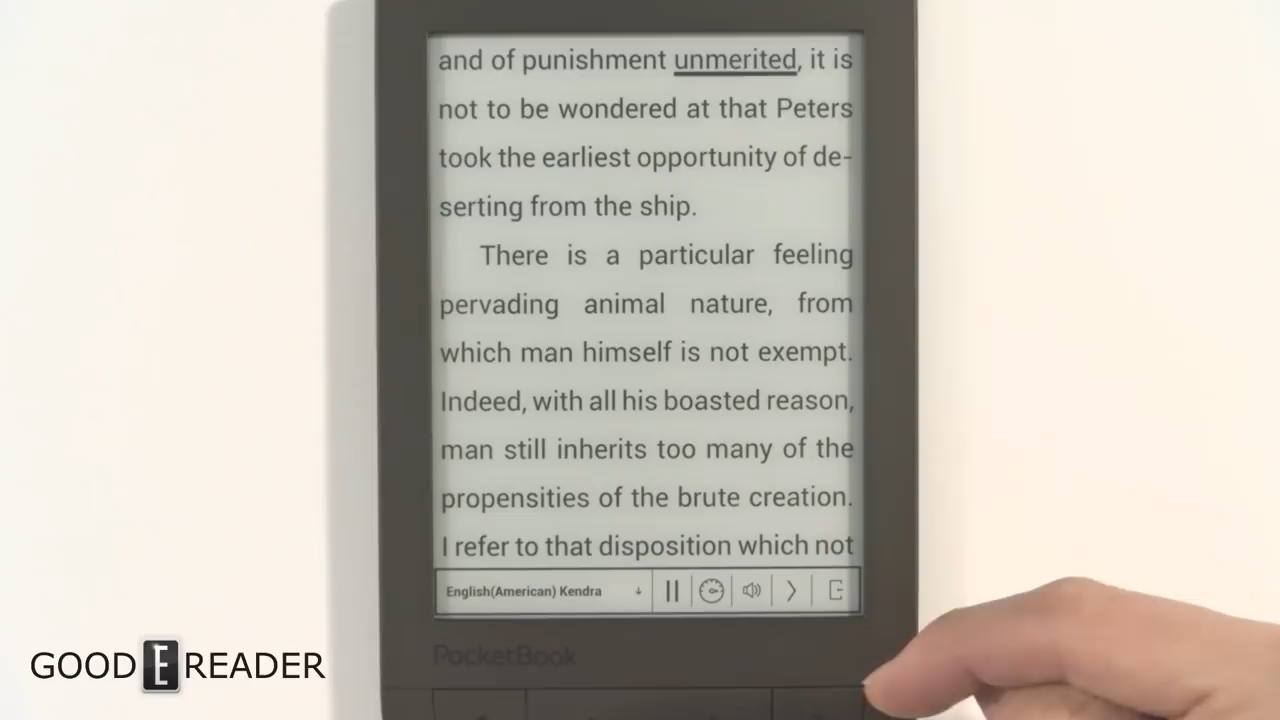 and of punishment unmerited, it is
not to be wondered at that Peters
took the earliest opportunity of de-
serting from the ship.
There is a particular feeling
pervading animal nature, from
which man himself is not exempt.
Indeed, with all his boasted reason,
man still inherits too many of the
propensities of the brute creation.
I refer to that disposition which not
English(American) Kendra
PocketBook
GOOD E READER